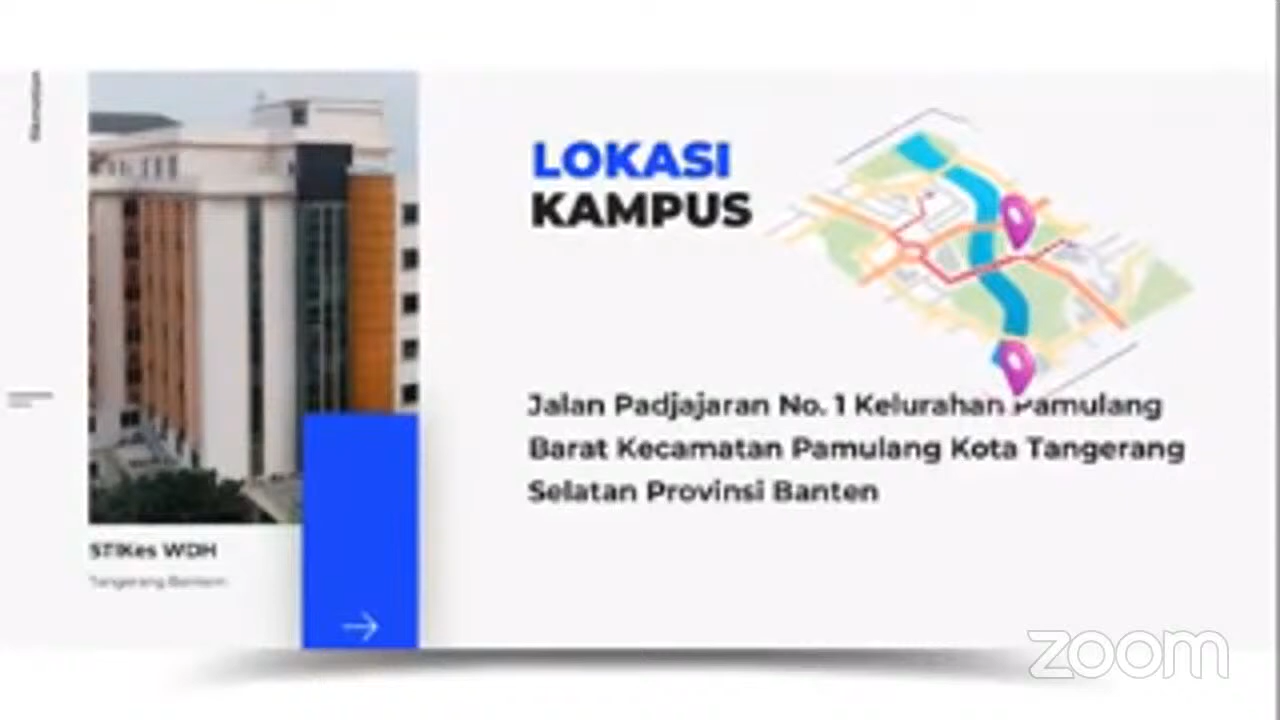 LOKASI
KAMPUS
Jalan Padjajaran No. 1 Kelurahan Pamulang
Barat Kecamatan Pamulang Kota Tangerang
Selatan Provinsi Banten
STIKes WDH
Tangerang
zoom